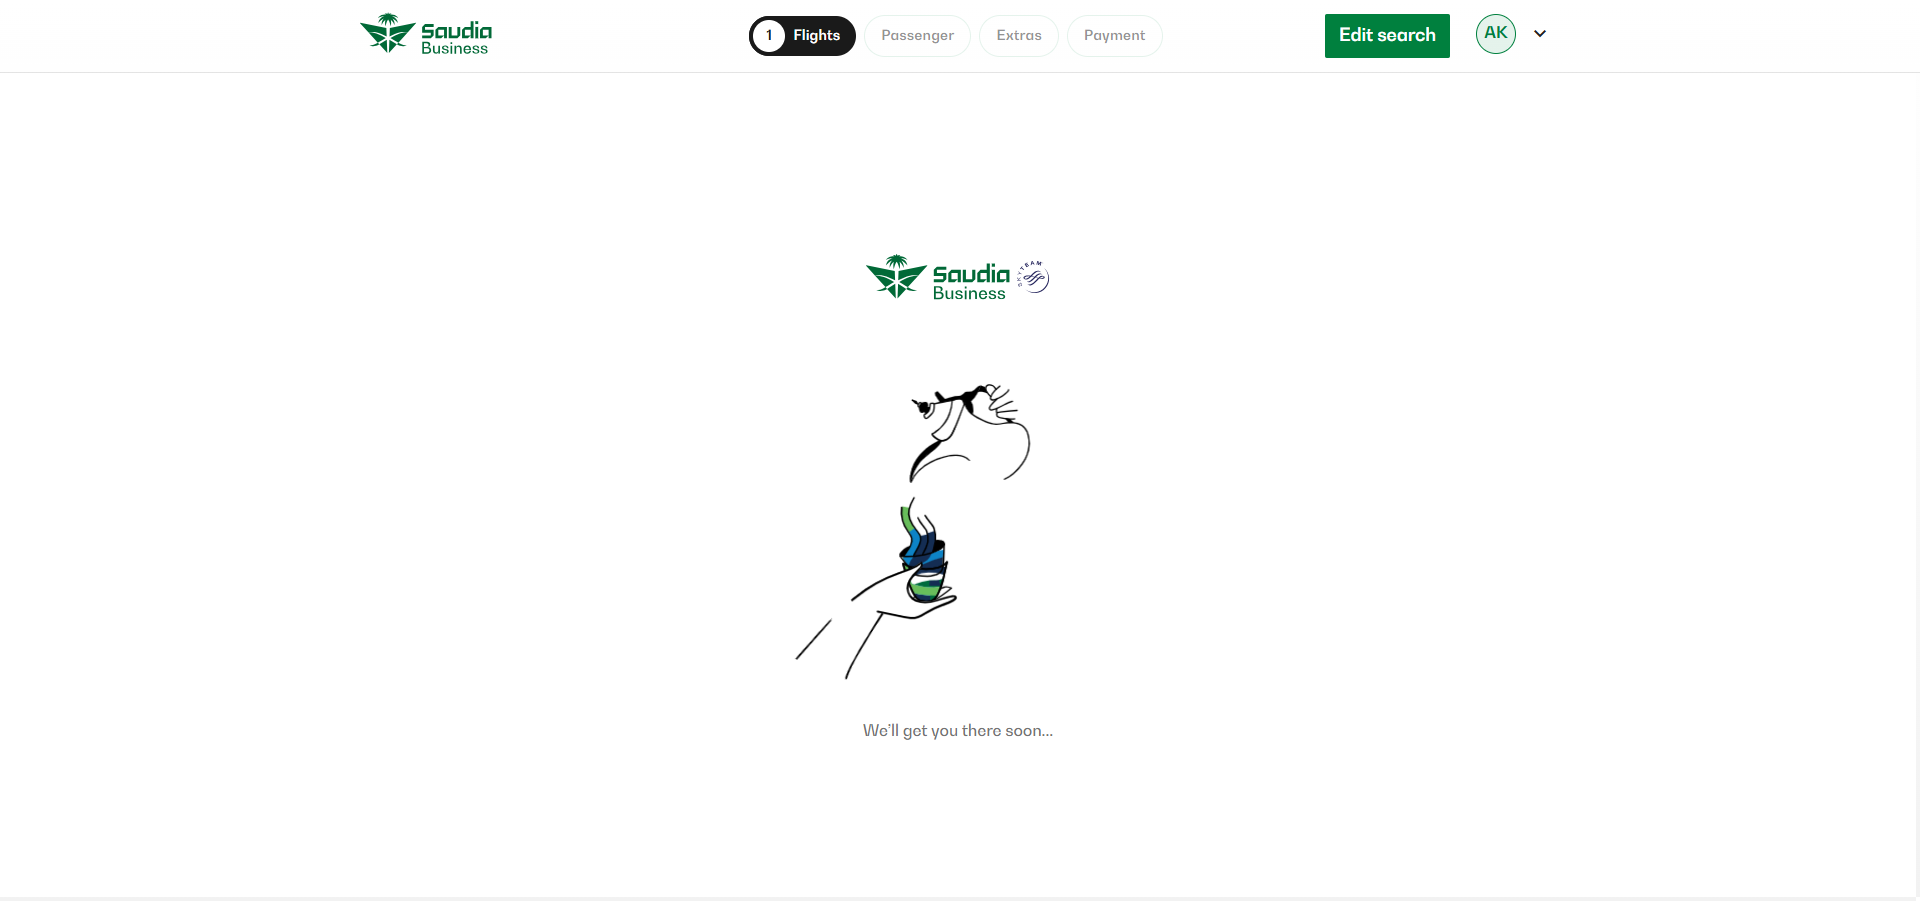 Saudia
Business
1 Flights
Passenger
Extras
Payment
Edit search
AK
Saudia
Business
SKYTEAM
We'll get you there soon...